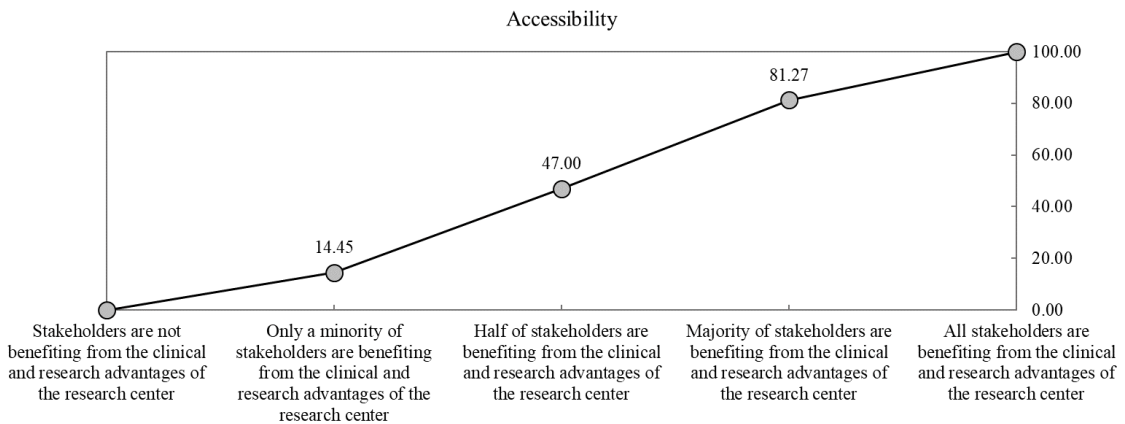 Accessibility
100.00
81.27
80.00
60.00
47.00
40.00
14.45
20.00
0.00
Stakeholders are not
benefiting from the clinical
and research advantages of
the research center
Only a minority of
stakeholders are benefiting
from the clinical and
research advantages of the
research center
Half of stakeholders are
benefiting from the clinical
and research advantages of
the research center
Majority of stakeholders are
benefiting from the clinical
and research advantages of
the research center
All stakeholders are
benefiting from the clinical
and research advantages of
the research center